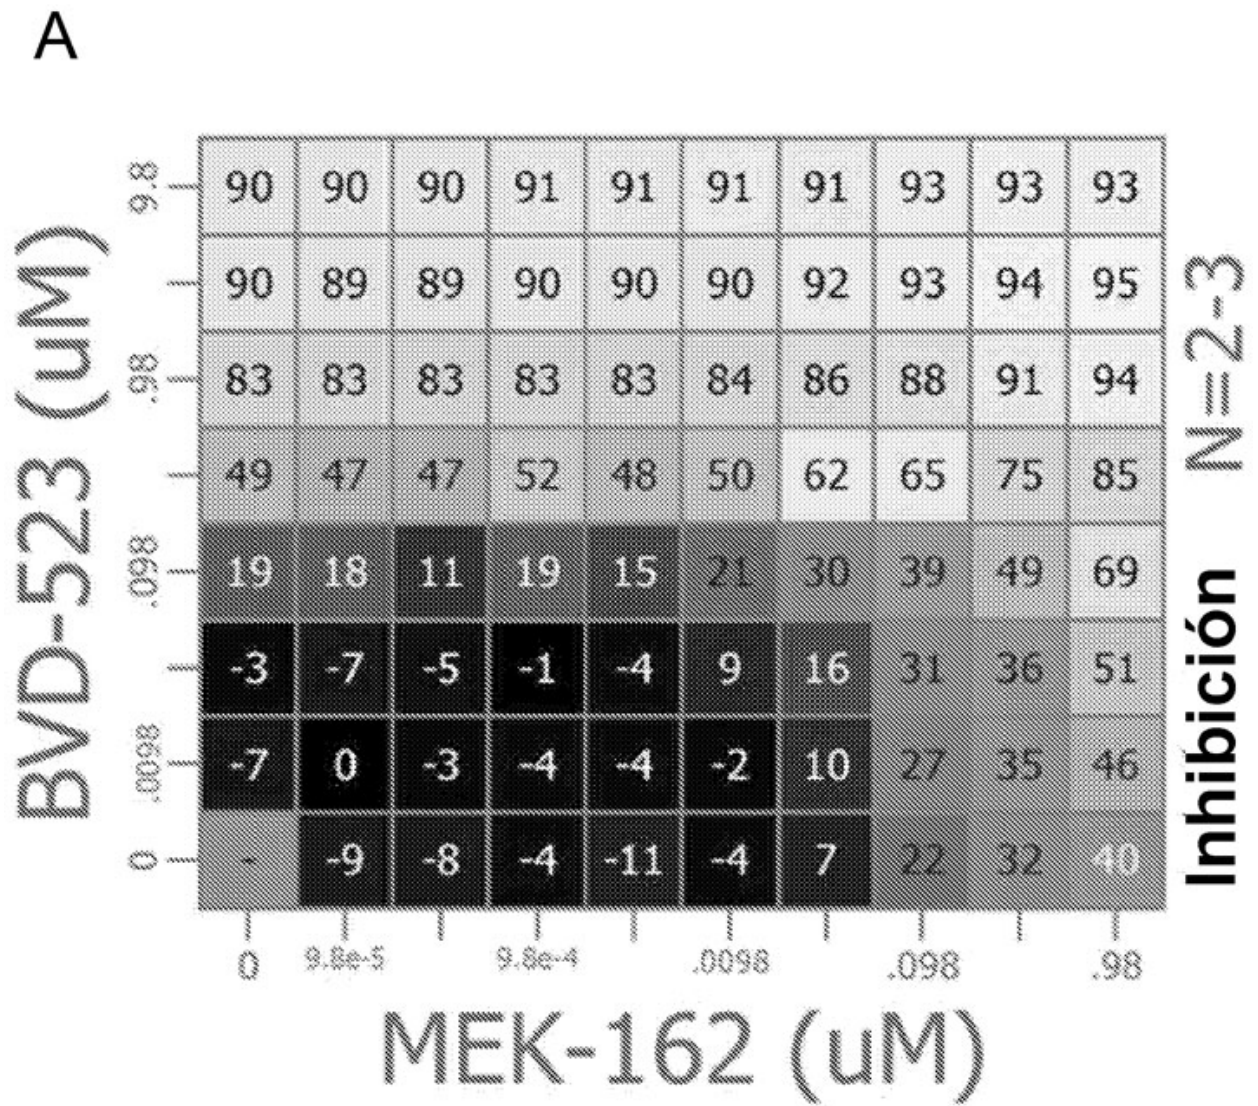 A
BVD-523 (uM)
9.8
.98
.098
.0098
0
90 90 90 91 91 91 91 93 93 93
90 89 89 90 90 90 92 93 94 95
83 83 83 83 83 84 86 88 91 94
49 47 47 52 48 50 62 65 75 85
19 18 11 19 15 21 30 39 49 69
-3 -7 -5 -1 -4 9 16 31 36 51
-7 0 -3 -4 -4 -2 10 27 35 46
- -9 -8 -4 -11 -4 7 22 32 40
0 9.8e-5 9.8e-4 .0098 .098 .98
MEK-162 (uM)
Inhibición N=2-3